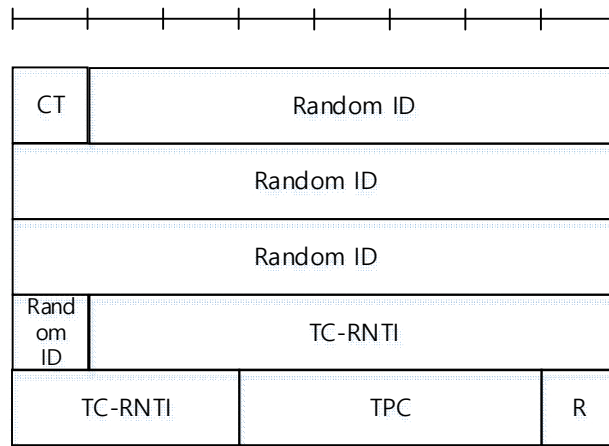 CT Random ID
Random ID
Random ID
Rand
om
ID
TC-RNTI
TC-RNTI TPC R